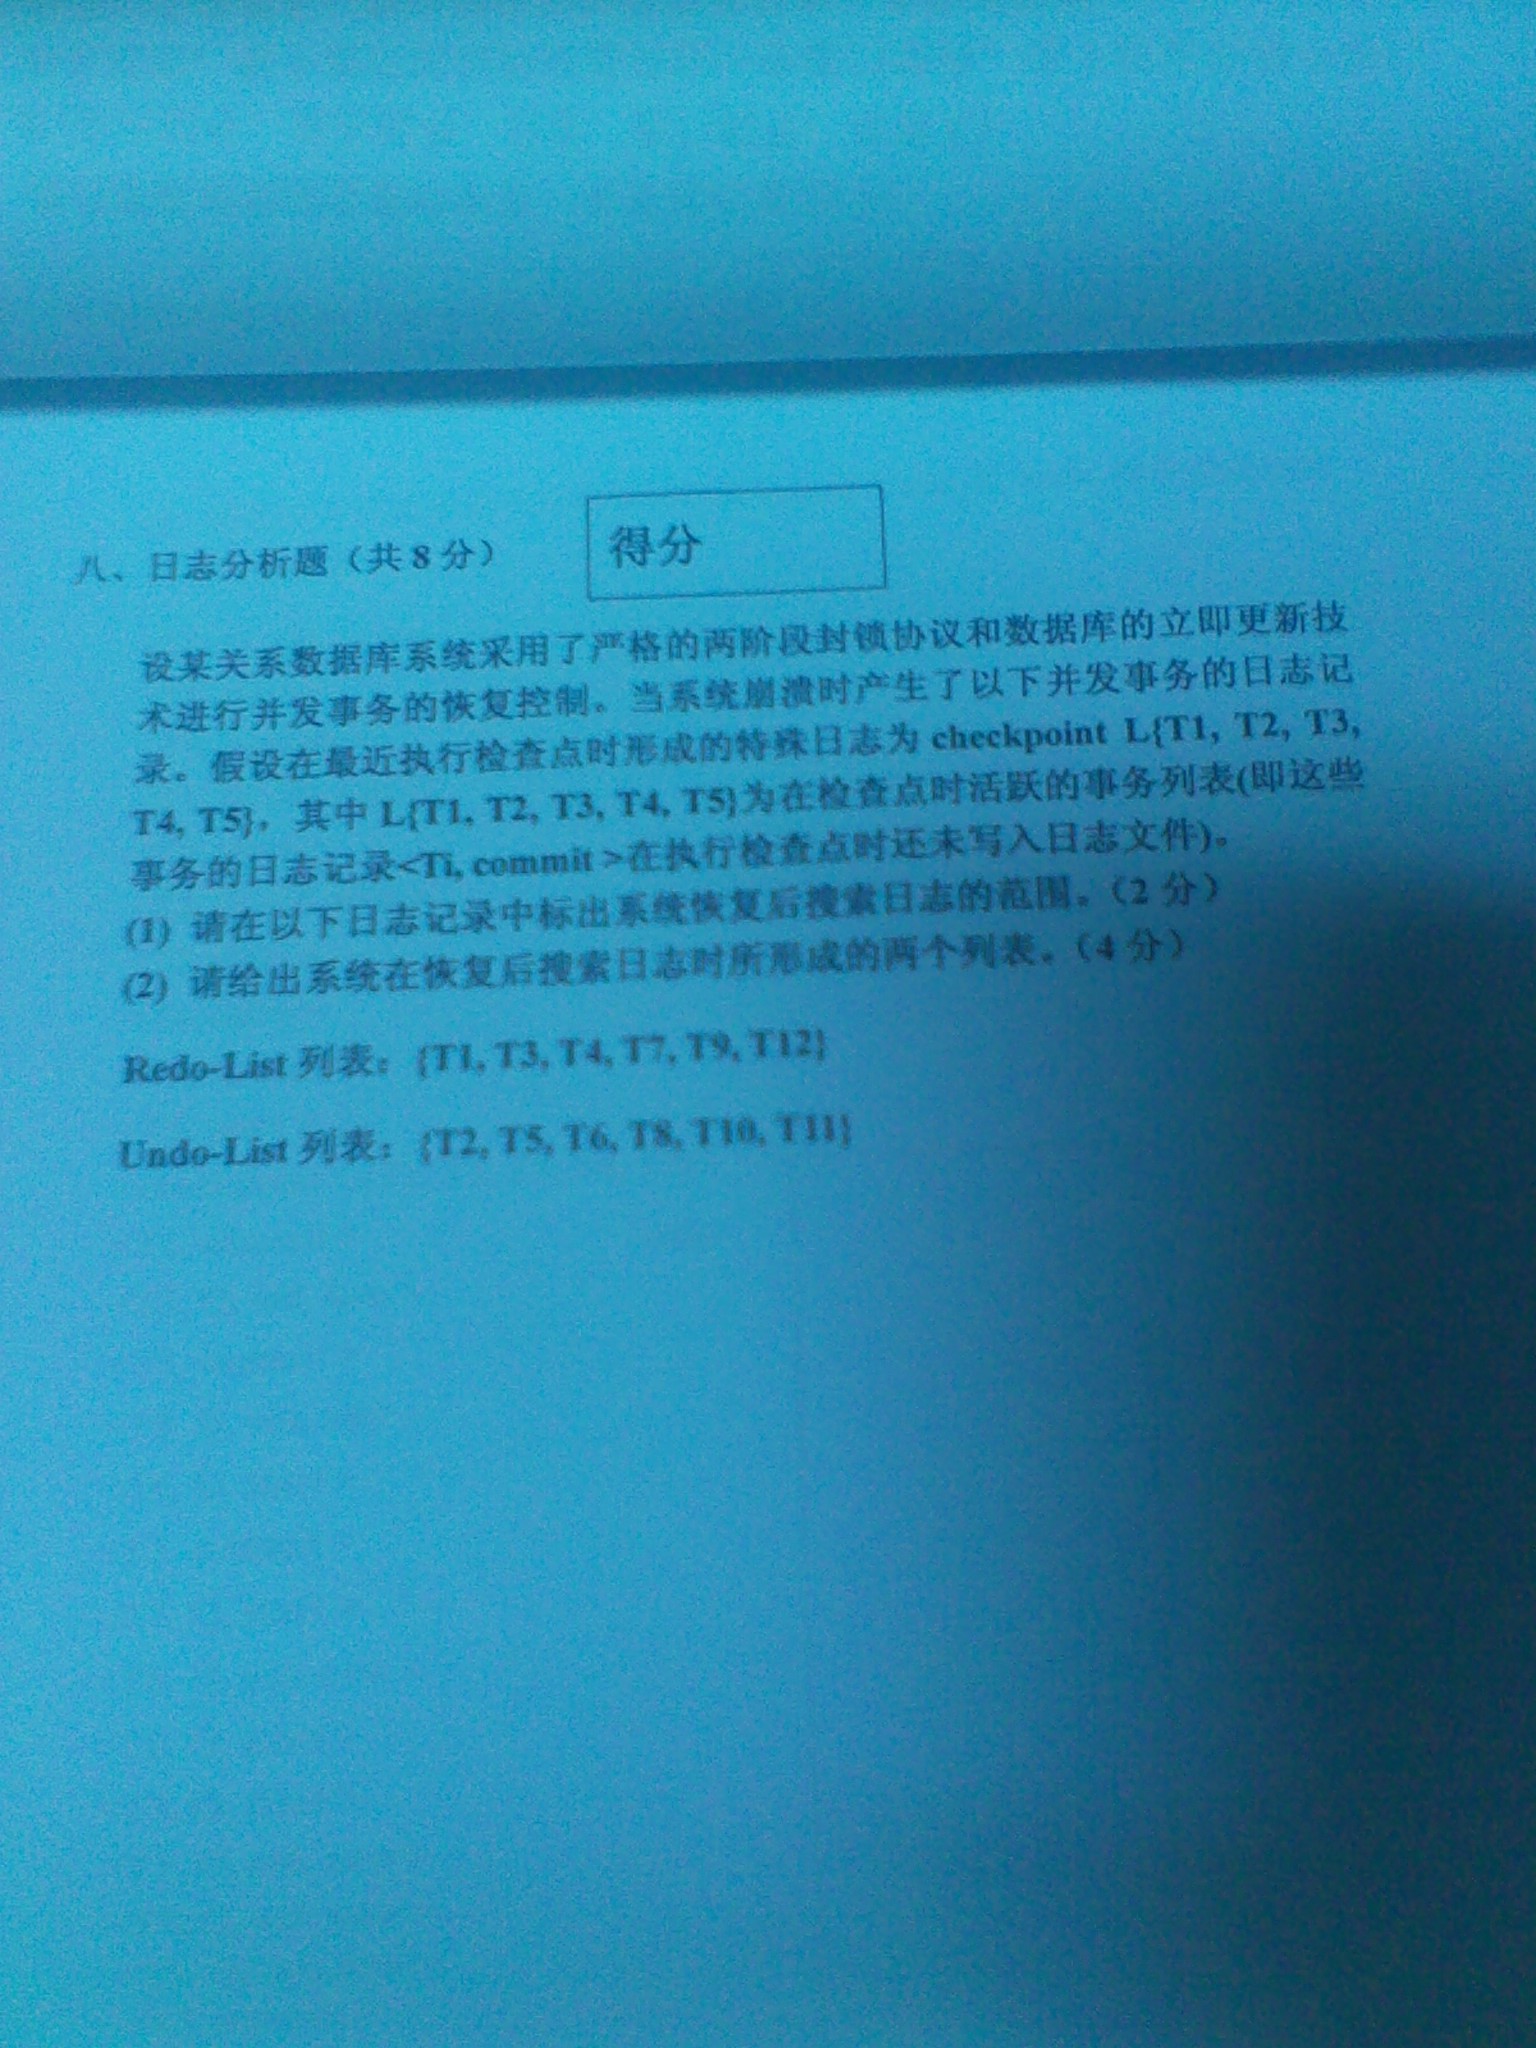 八、日志分析题（共 8 分）
得分
设某关系数据库系统采用了严格的两阶段封锁协议和数据库的立即更新技
术进行并发事务的恢复控制。当系统崩溃时产生了以下并发事务的日志记
录。假设在最近执行检查点时形成的特殊日志为 checkpoint L{T1, T2, T3,
T4, T5}，其中 L{T1, T2, T3, T4, T5}为在检查点时活跃的事务列表(即这些
事务的日志记录<Ti, commit >在执行检查点时还未写入日志文件)。
(1) 请在以下日志记录中标出系统恢复后搜索日志的范围。（2 分）
(2) 请给出系统在恢复后搜索日志时所形成的两个列表。（4 分）
Redo-List 列表：{T1, T3, T4, T7, T9, T12}
Undo-List 列表：{T2, T5, T6, T8, T10, T11}